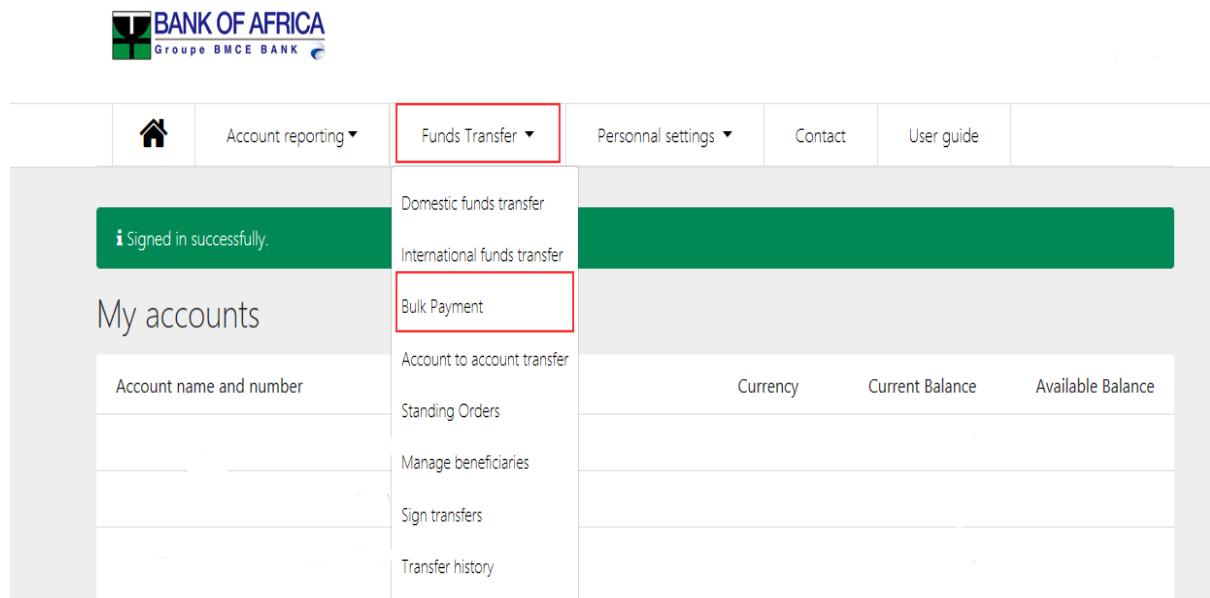 BANK OF AFRICA
Groupe BMCE BANK
Account reporting
Funds Transfer
Personnal settings
Contact
User guide
Domestic funds transfer
International funds transfer
Bulk Payment
Account to account transfer
Standing Orders
Manage beneficiaries
Sign transfers
Transfer history
Signed in successfully.
My accounts
Account name and number
Currency
Current Balance
Available Balance